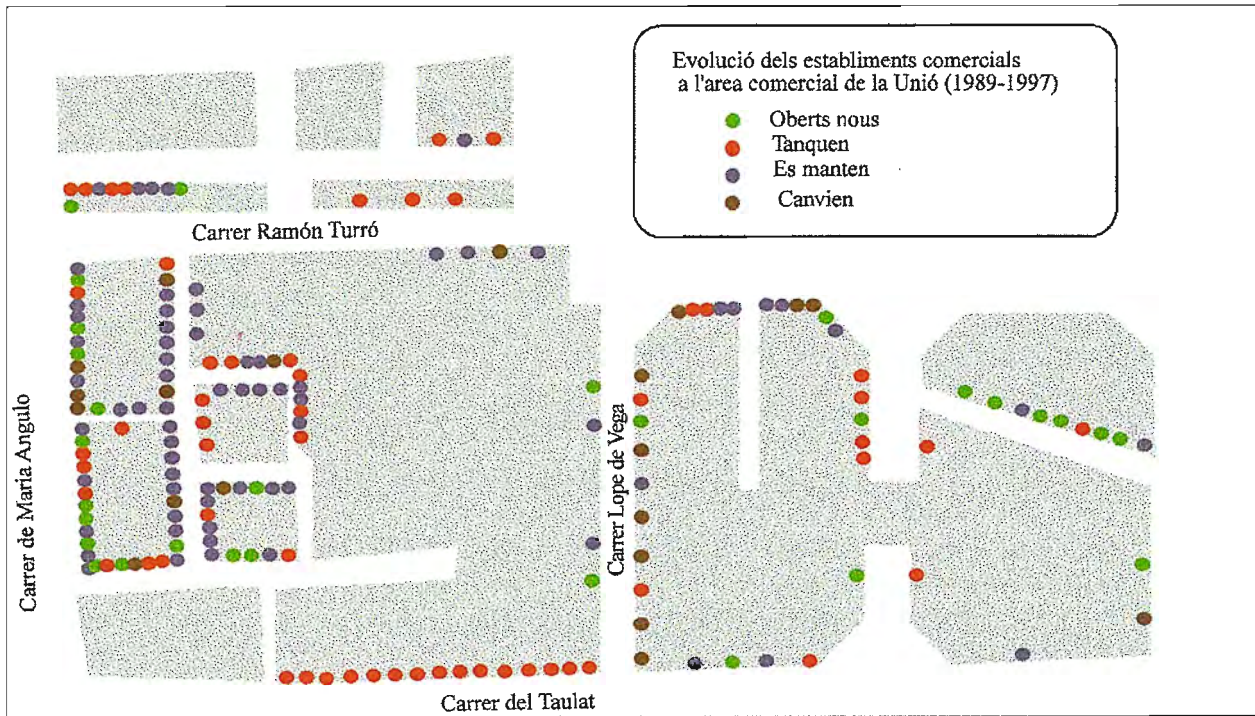 Evolució dels establiments comercials
a l'area comercial de la Unió (1989-1997)
Oberts nous
Tanquen
Es manten
Canvien
Carrer Ramón Turró
Carrer de Maria Angulo
Carrer Lope de Vega
Carrer del Taulat